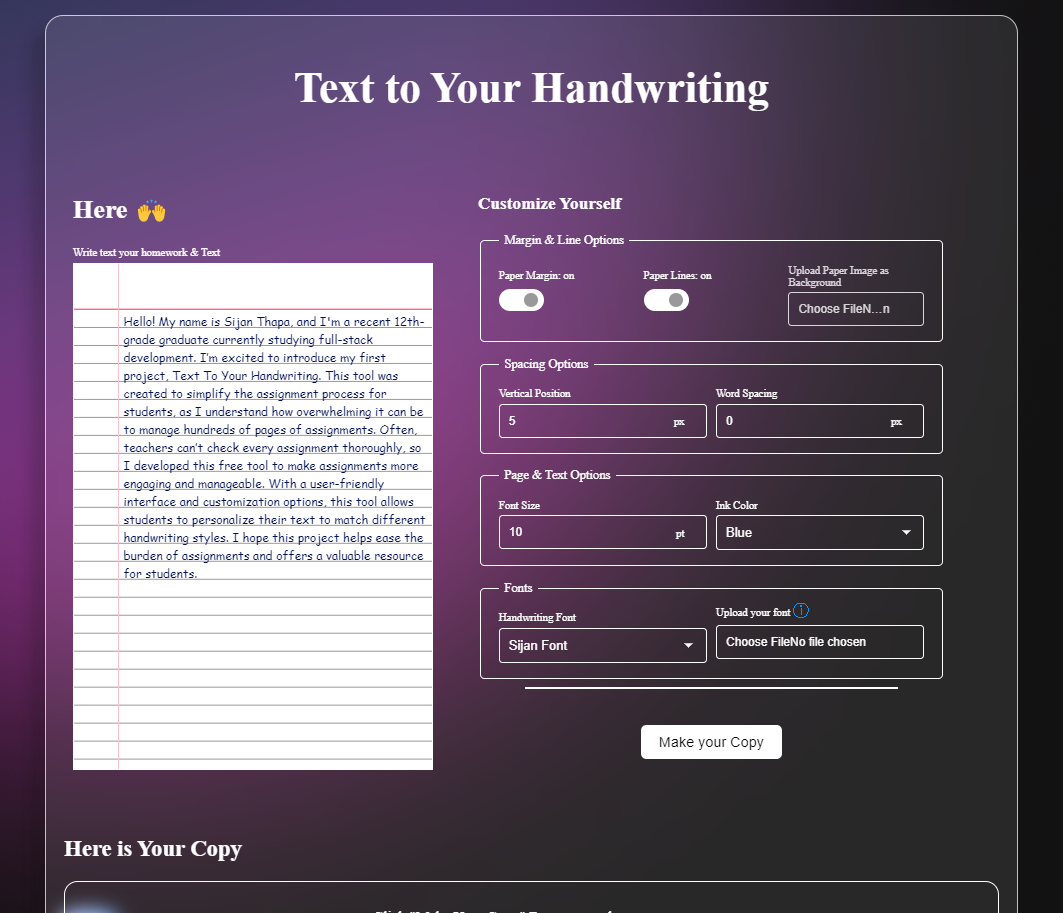 Text to Your Handwriting
Here 🙌
Write text your homework & Text
Hello! My name is Sijan Thapa, and I'm a recent 12th-
grade graduate currently studying full-stack
development. I'm excited to introduce my first
project, Text To Your Handwriting. This tool was
created to simplify the assignment process for
students, as I understand how overwhelming it can be
to manage hundreds of pages of assignments. Often,
teachers can't check every assignment thoroughly, so
I developed this free tool to make assignments more
engaging and manageable. With a user-friendly
interface and customization options, this tool allows
students to personalize their text to match different
handwriting styles. I hope this project helps ease the
burden of assignments and offers a valuable resource
for students.
Customize Yourself
Margin & Line Options
Paper Margin: on
Paper Lines: on
Upload Paper Image as
Background
Choose FileN...n
Spacing Options
Vertical Position
Word Spacing
5 px
0 px
Page & Text Options
Font Size
Ink Color
10 pt
Blue
Fonts
Handwriting Font
Upload your font
Sijan Font
Choose FileNo file chosen
Make your Copy
Here is Your Copy